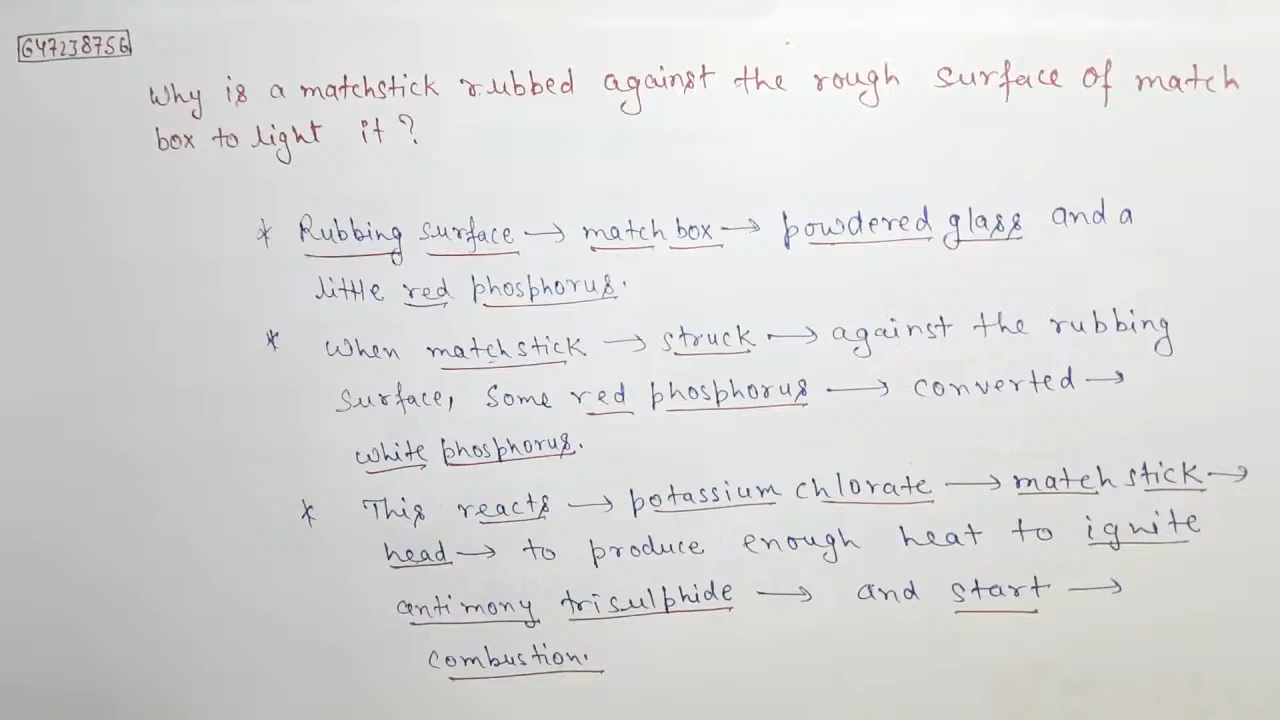 647238756
Why is a matchstick rubbed against the rough surface of match
box to light it ?
* Rubbing surface → match box → powdered glass and a
little red phosphorus.
* When matchstick → struck → against the rubbing
surface, some red phosphorus → converted →
white phosphorus.
* This reacts → potassium chlorate → match stick →
head → to produce enough heat to ignite
antimony trisulphide → and start →
combustion.